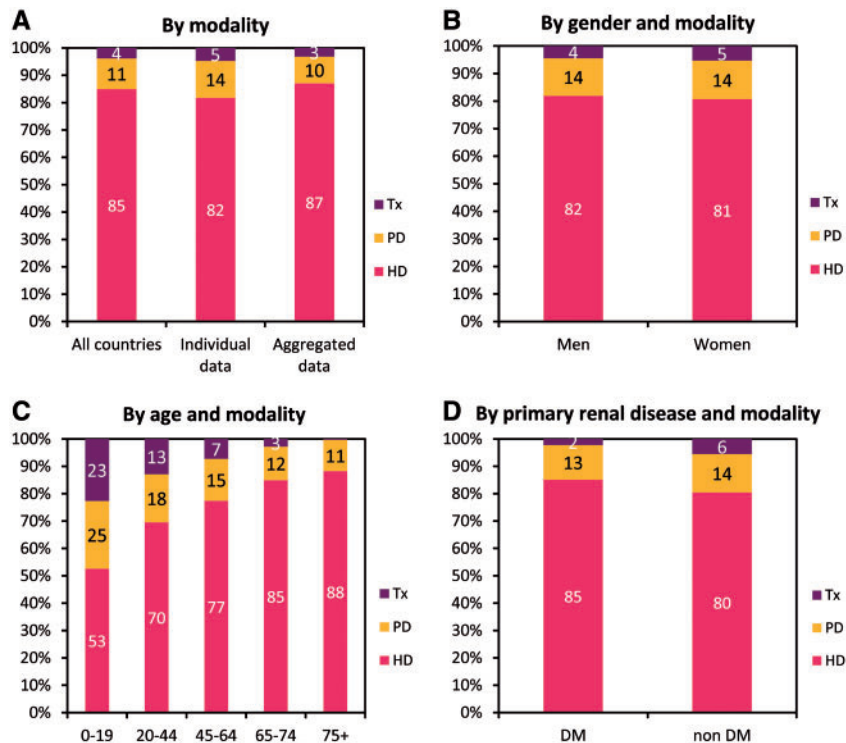 A
By modality
100%
90%
80%
70%
60%
50%
40%
30%
20%
10%
0%
4 5 3
11 14 10
85 82 87
All countries Individual data Aggregated data
Tx
PD
HD
B
By gender and modality
100%
90%
80%
70%
60%
50%
40%
30%
20%
10%
0%
4 5
14 14
82 81
Men Women
Tx
PD
HD
C
By age and modality
100%
90%
80%
70%
60%
50%
40%
30%
20%
10%
0%
23 13 7 3
25 18 15 12 11
53 70 77 85 88
0-19 20-44 45-64 65-74 75+
Tx
PD
HD
D
By primary renal disease and modality
100%
90%
80%
70%
60%
50%
40%
30%
20%
10%
0%
2 6
13 14
85 80
DM non DM
Tx
PD
HD